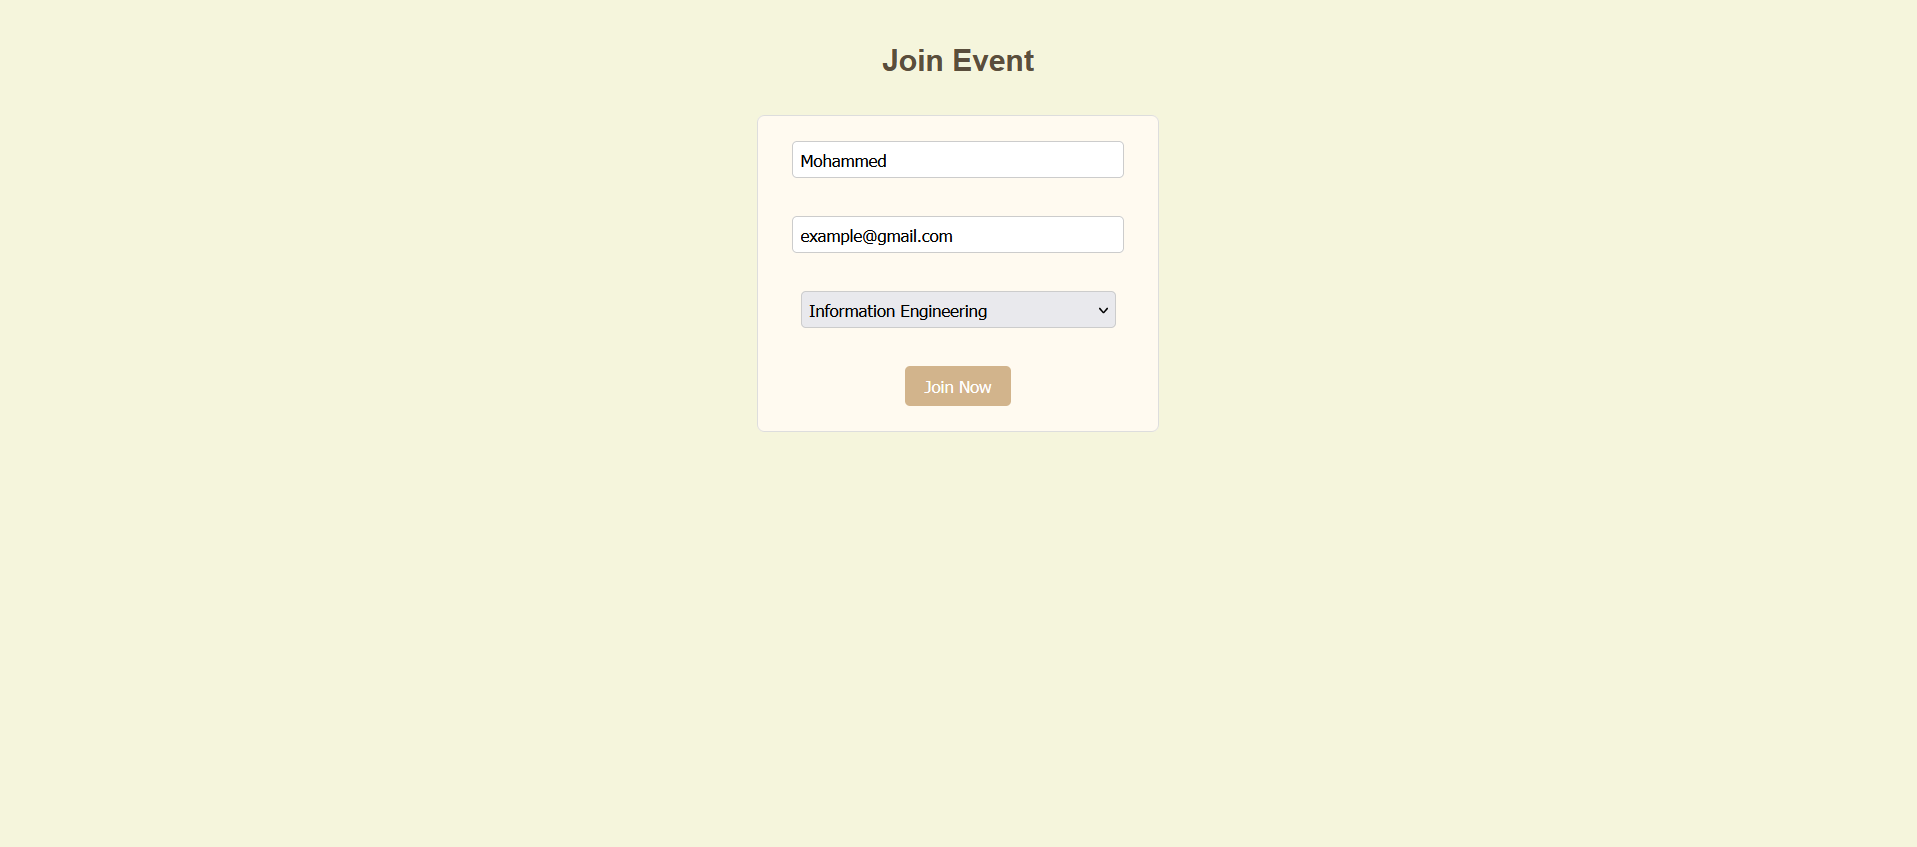 Join Event
Mohammed
example@gmail.com
Information Engineering
Join Now